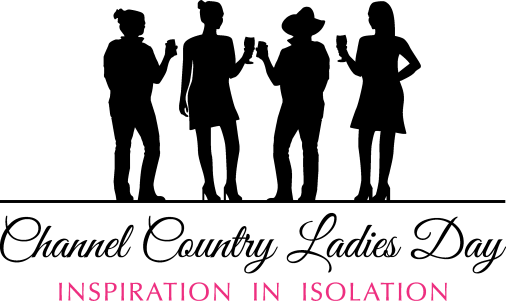 Channel Country Ladies Day
INSPIRATION IN ISOLATION